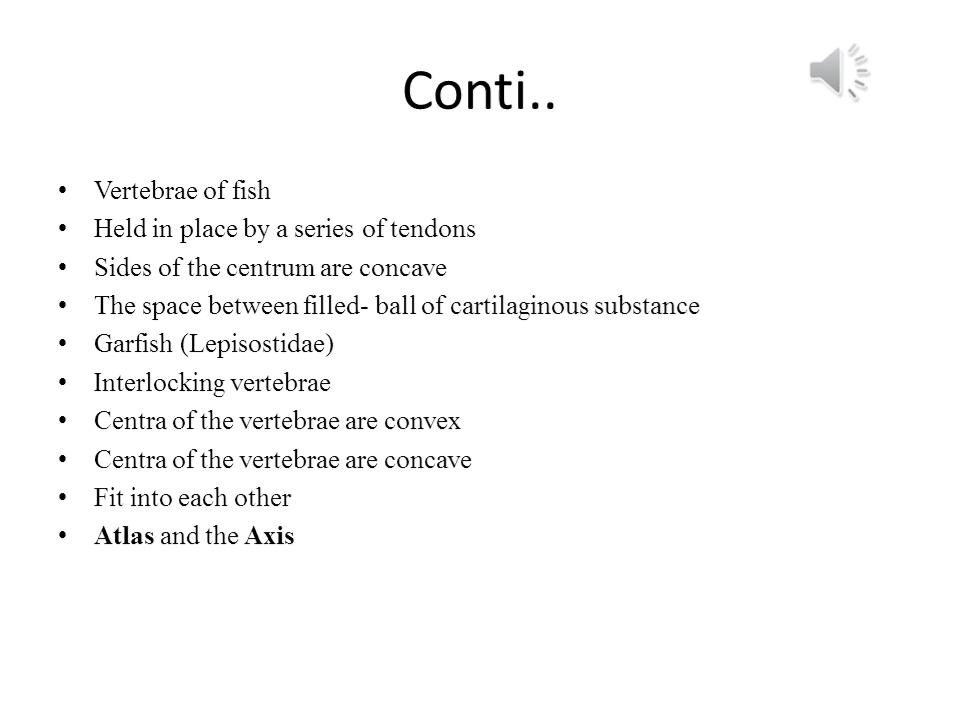 Conti..
• Vertebrae of fish
• Held in place by a series of tendons
• Sides of the centrum are concave
• The space between filled- ball of cartilaginous substance
• Garfish (Lepisostidae)
• Interlocking vertebrae
• Centra of the vertebrae are convex
• Centra of the vertebrae are concave
• Fit into each other
• Atlas and the Axis